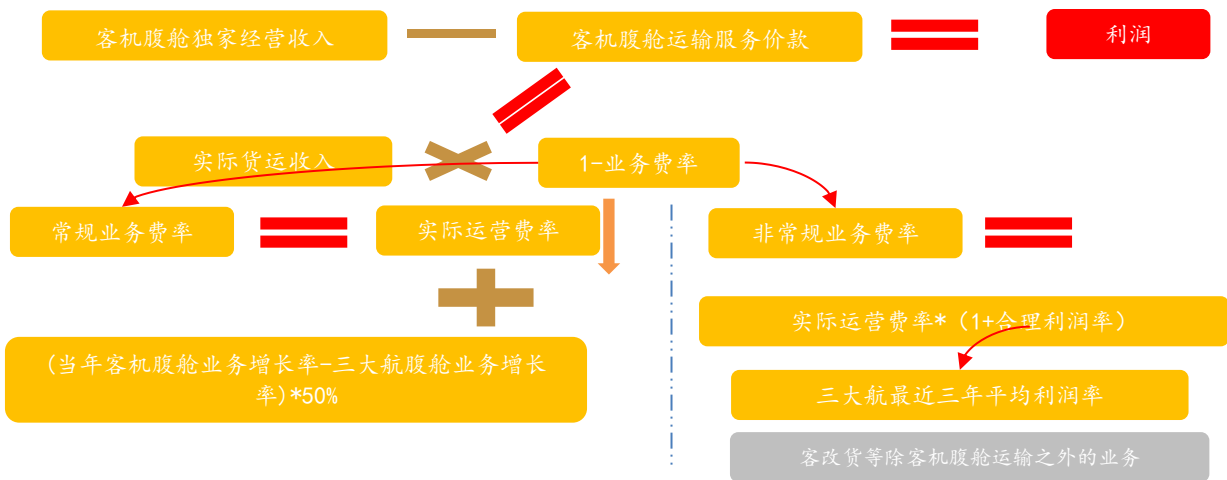 客机腹舱独家经营收入
客机腹舱运输服务价款
利润
实际货运收入
1-业务费率
常规业务费率
实际运营费率
非常规业务费率
实际运营费率*（1+合理利润率）
(当年客机腹舱业务增长率-三大航腹舱业务增长
率)*50%
三大航最近三年平均利润率
客改货等除客机腹舱运输之外的业务